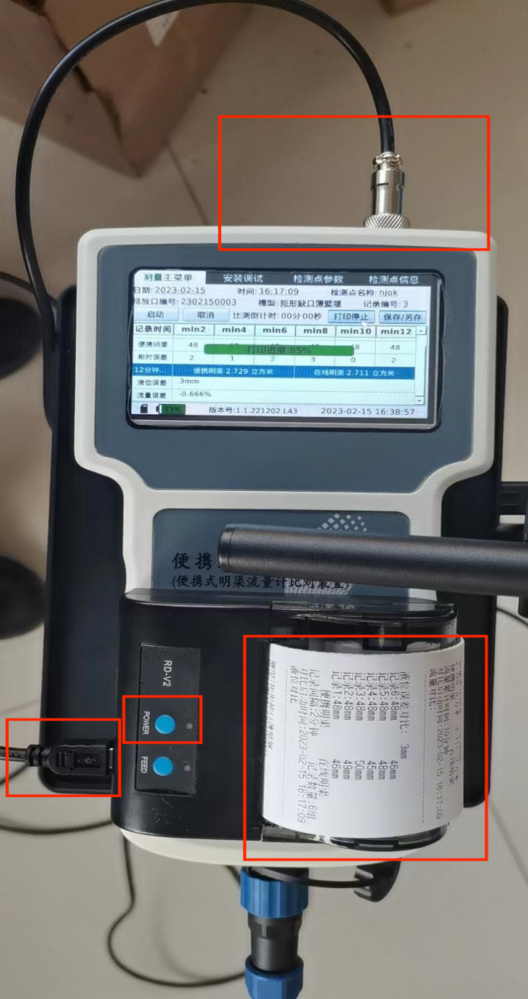 测量主菜单 安装调试 检测点参数 检测点信息
日期: 2023-02-15 时间: 16:17:09 检测点名称: njok
排放口编号: 2302150003 槽型: 矩形缺口薄壁堰 记录编号: 3
启动 取消 比测倒计时: 00分00秒 打印停止 保存/另存
记录时间 min2 min4 min6 min8 min10 min12
便携明渠 48 48
打印进度:85%
相对误差 2 1 2 3 0 2
12分钟... 便携明渠 2.729 立方米 在线明渠 2.711 立方米
液位误差 3mm
流量误差 -0.666%
93% 版本号:1.1.221202.L43 2023-02-15 16:38:57
便携
(便携式明渠流量计比对装置)
RD-V2
POWER
FEED
流量对比:
对比启动时间:2023-02-15 16:17:09
便携明渠 在线明渠
液位误差对比: 3mm
记录6:48mm 46mm
记录5:48mm 48mm
记录4:48mm 45mm
记录3:48mm 50mm
记录2:48mm 49mm
记录1:48mm 46mm
便携明渠 在线明渠
记录间隔:2分钟 记录数量:6组
对比启动时间:2023-02-15 16:17:09
液位对比